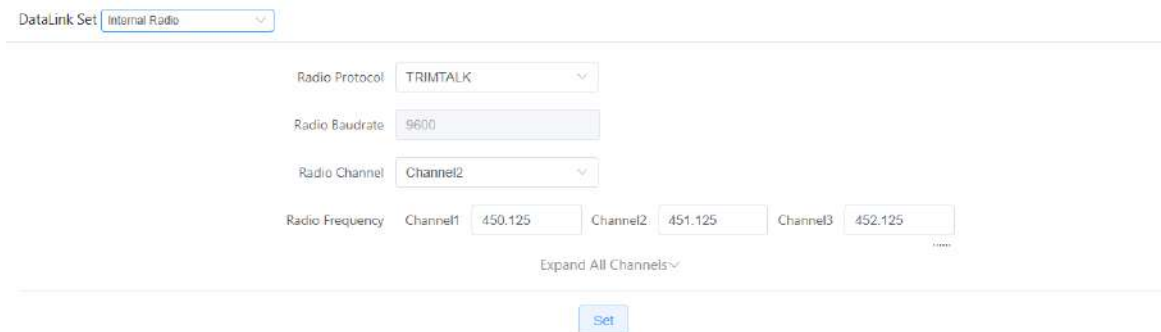 DataLink Set Internal Radio
Radio Protocol TRIMTALK
Radio Baudrate 9600
Radio Channel Channel2
Radio Frequency Channel1 450.125 Channel2 451.125 Channel3 452.125
......
Expand All Channels
Set